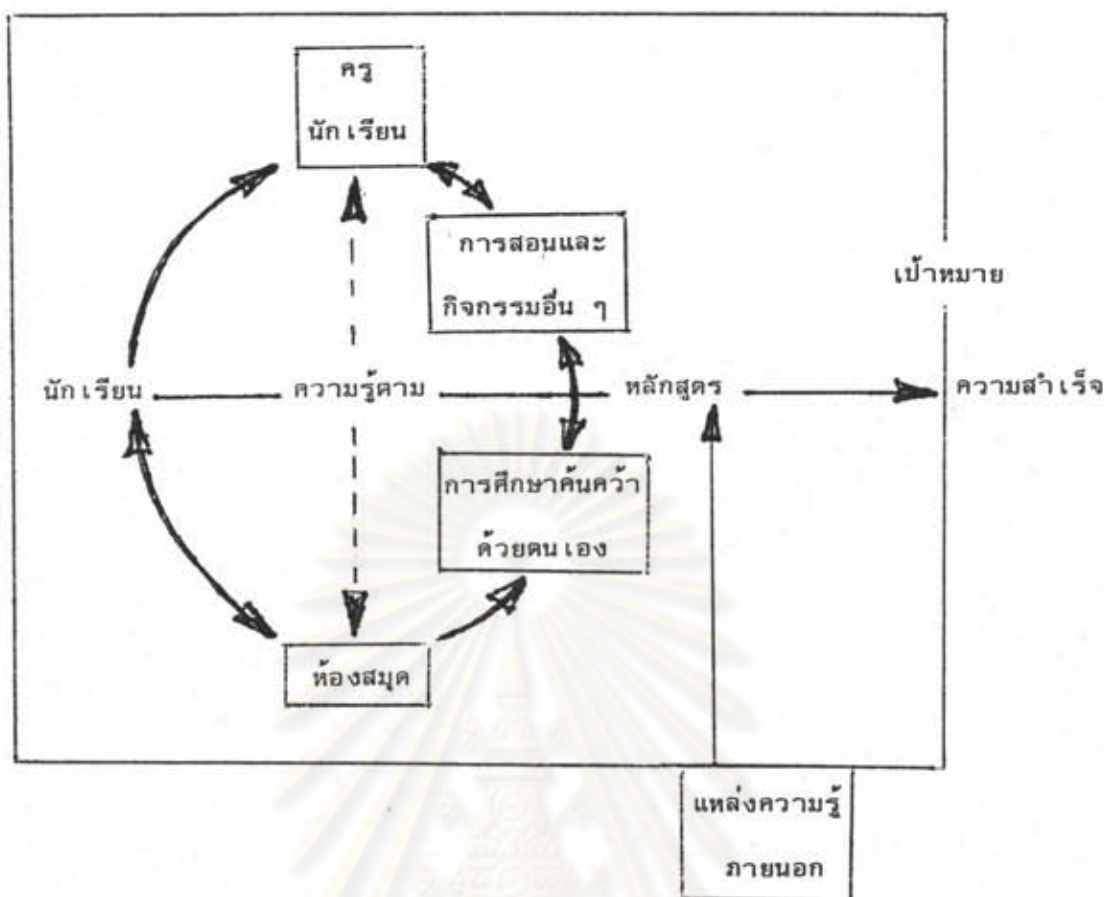 ครู
นักเรียน
การสอนและ
กิจกรรมอื่น ๆ
เป้าหมาย
นักเรียน ความรู้ตาม หลักสูตร ความสำเร็จ
การศึกษาค้นคว้า
ด้วยตนเอง
ห้องสมุด
แหล่งความรู้
ภายนอก